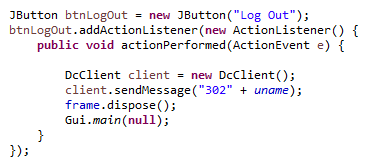 JButton btnLogOut = new JButton("Log Out");
btnLogOut.addActionListener(new ActionListener() {
    public void actionPerformed(ActionEvent e) {

        DcClient client = new DcClient();
        client.sendMessage("302" + uname);
        frame.dispose();
        Gui.main(null);
    }
});